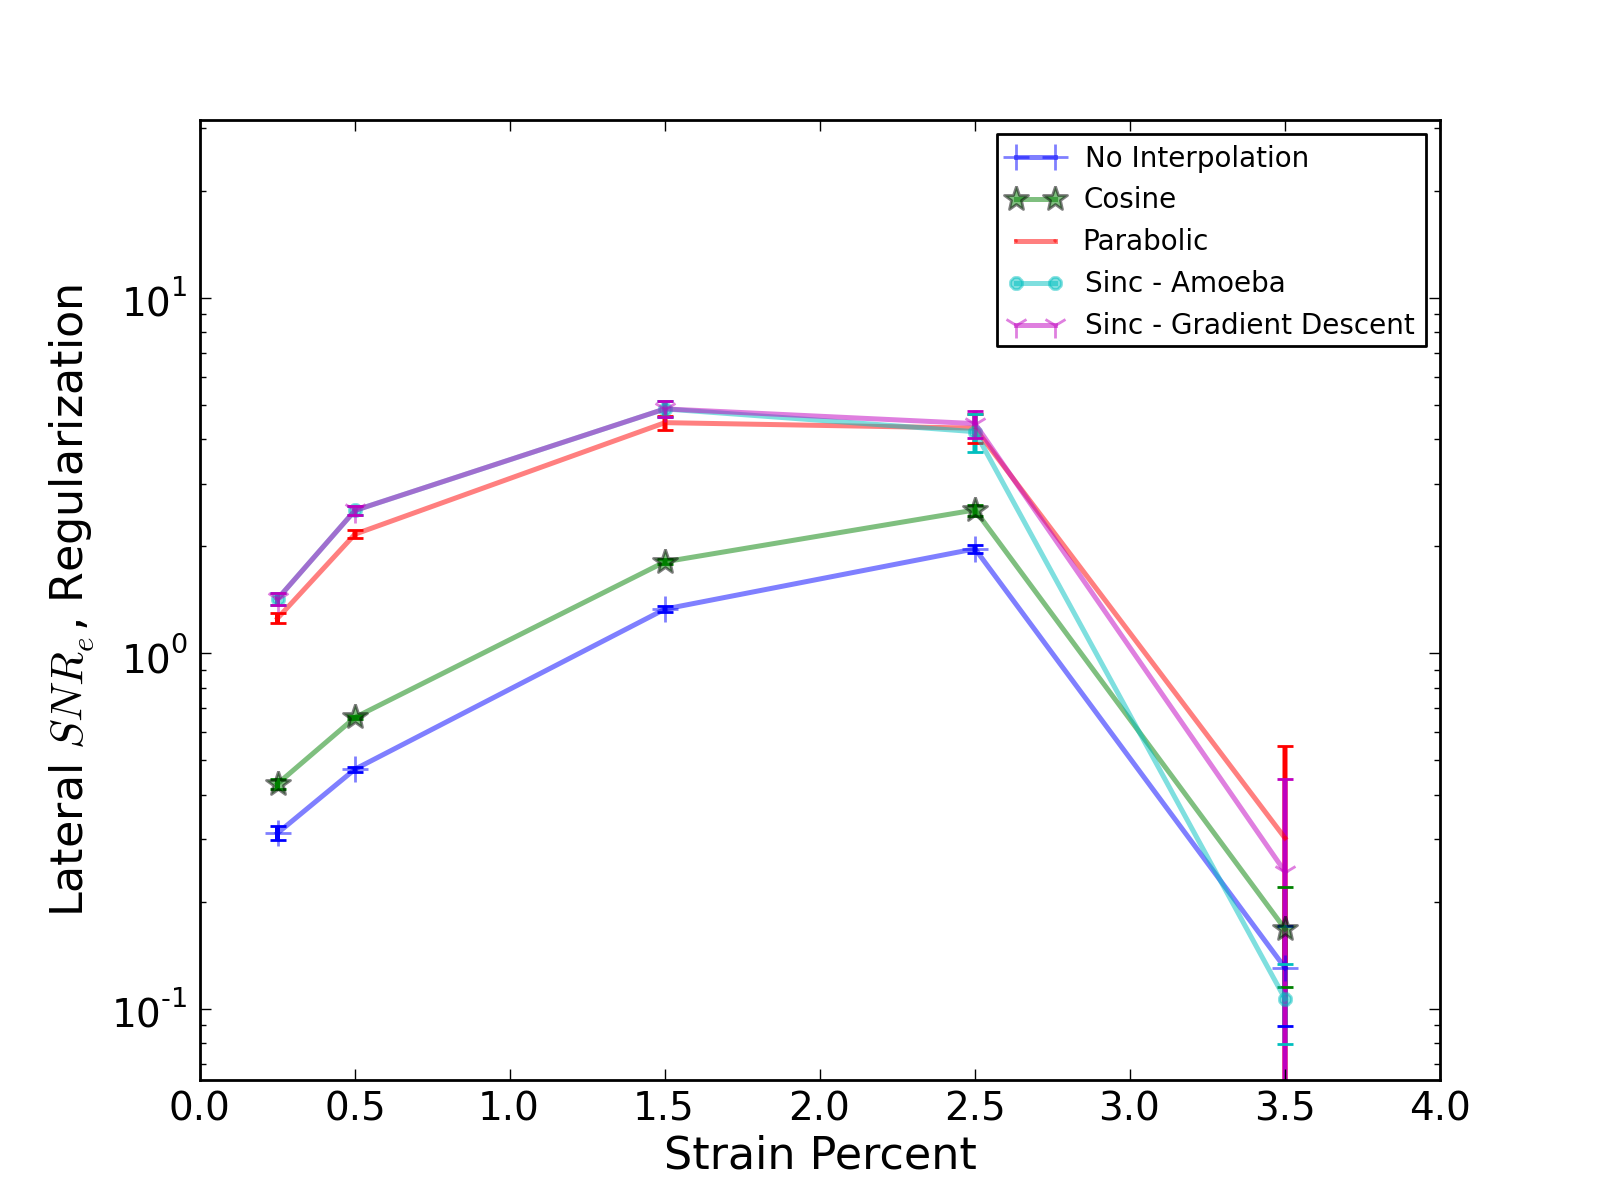 No Interpolation
Cosine
Parabolic
Sinc - Amoeba
Sinc - Gradient Descent
Lateral SNR_e, Regularization
10^1
10^0
10^-1
0.0 0.5 1.0 1.5 2.0 2.5 3.0 3.5 4.0
Strain Percent